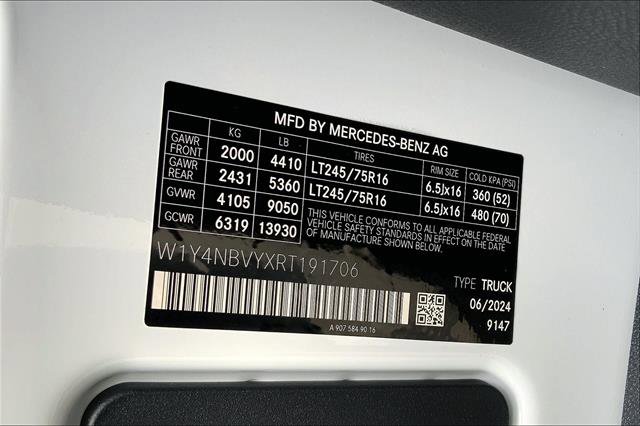 MFD BY MERCEDES-BENZ AG
KG LB TIRES RIM SIZE COLD KPA (PSI)
GAWR FRONT 2000 4410 LT245/75R16 6.5Jx16 360 (52)
GAWR REAR 2431 5360 LT245/75R16 6.5Jx16 480 (70)
GVWR 4105 9050
GCWR 6319 13930
THIS VEHICLE CONFORMS TO ALL APPLICABLE FEDERAL
VEHICLE SAFETY STANDARDS IN EFFECT ON THE DATE
OF MANUFACTURE SHOWN
W1Y4NBVYXRT191706
TYPE TRUCK
06/2024
9147
A 907 584 90 16